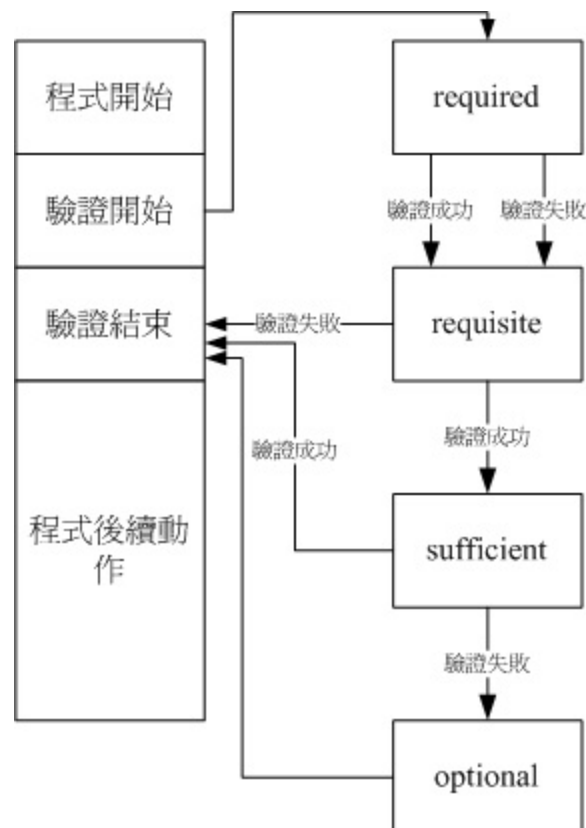 程式開始
required
驗證開始
驗證成功
驗證失敗
驗證結束
驗證失敗
requisite
驗證成功
驗證成功
程式後續動
作
sufficient
驗證失敗
optional